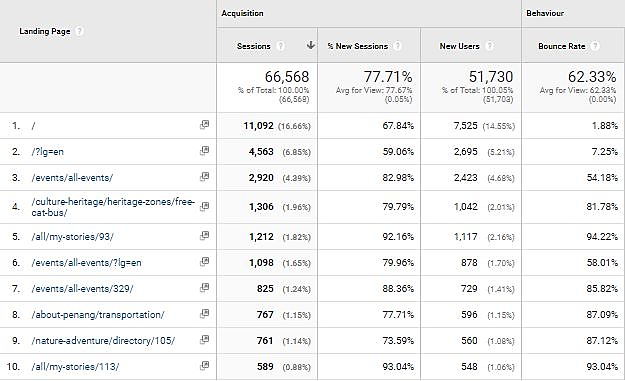 Acquisition Behaviour
Landing Page ?
Sessions ? % New Sessions ? New Users ? Bounce Rate ?
66,568 77.71% 51,730 62.33%
% of Total: 100.00% Avg for View: 77.67% % of Total: 100.05% Avg for View: 62.33%
(66,568) (0.05%) (51,703) (0.00%)
1. / 11,092 (16.66%) 67.84% 7,525 (14.55%) 1.88%
2. /?lg=en 4,563 (6.85%) 59.06% 2,695 (5.21%) 7.25%
3. /events/all-events/ 2,920 (4.39%) 82.98% 2,423 (4.68%) 54.18%
4. /culture-heritage/heritage-zones/free-
cat-bus/ 1,306 (1.96%) 79.79% 1,042 (2.01%) 81.78%
5. /all/my-stories/93/ 1,212 (1.82%) 92.16% 1,117 (2.16%) 94.22%
6. /events/all-events/?lg=en 1,098 (1.65%) 79.96% 878 (1.70%) 58.01%
7. /events/all-events/329/ 825 (1.24%) 88.36% 729 (1.41%) 85.82%
8. /about-penang/transportation/ 767 (1.15%) 77.71% 596 (1.15%) 87.09%
9. /nature-adventure/directory/105/ 761 (1.14%) 73.59% 560 (1.08%) 87.12%
10. /all/my-stories/113/ 589 (0.88%) 93.04% 548 (1.06%) 93.04%